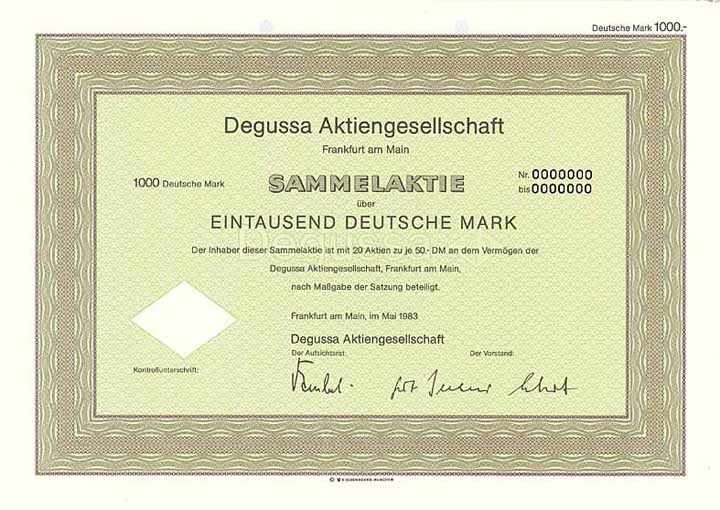 Deutsche Mark 1000.-
Degussa Aktiengesellschaft
Frankfurt am Main
1000 Deutsche Mark SAMMELAKTIE Nr. 0000000
über bis 0000000
EINTAUSEND DEUTSCHE MARK
Der Inhaber dieser Sammelaktie ist mit 20 Aktien zu je 50.- DM an dem Vermögen der
Degussa Aktiengesellschaft, Frankfurt am Main,
nach Maßgabe der Satzung beteiligt.
Frankfurt am Main, im Mai 1983
Degussa Aktiengesellschaft
Der Aufsichtsrat: Der Vorstand:
Kontrollunterschrift: